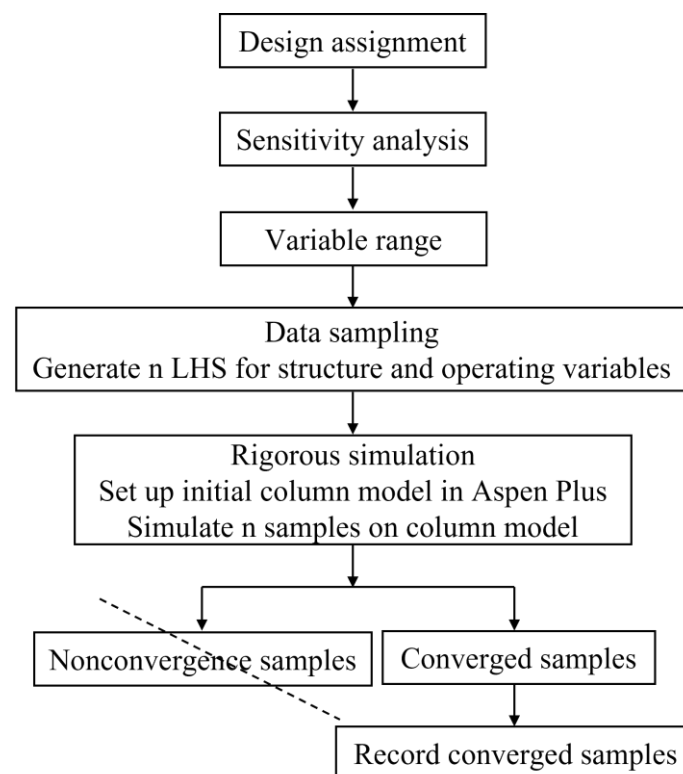 Design assignment
Sensitivity analysis
Variable range
Data sampling
Generate n LHS for structure and operating variables
Rigorous simulation
Set up initial column model in Aspen Plus
Simulate n samples on column model
Nonconvergence samples
Converged samples
Record converged samples